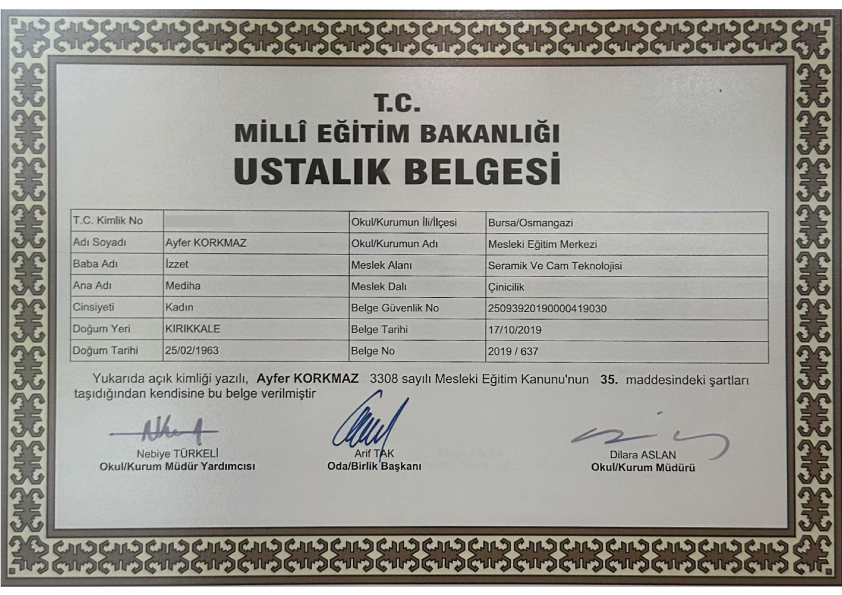 T.C.
MİLLÎ EĞİTİM BAKANLIĞI
USTALIK BELGESİ
T.C. Kimlik No Okul/Kurumun İli/İlçesi Bursa/Osmangazi
Adı Soyadı Ayfer KORKMAZ Okul/Kurumun Adı Mesleki Eğitim Merkezi
Baba Adı İzzet Meslek Alanı Seramik Ve Cam Teknolojisi
Ana Adı Mediha Meslek Dalı Çinicilik
Cinsiyeti Kadın Belge Güvenlik No 25093920190000419030
Doğum Yeri KIRIKKALE Belge Tarihi 17/10/2019
Doğum Tarihi 25/02/1963 Belge No 2019 / 637
Yukarıda açık kimliği yazılı, Ayfer KORKMAZ 3308 sayılı Mesleki Eğitim Kanunu'nun 35. maddesindeki şartları
taşıdığından kendisine bu belge verilmiştir
Nebiye TÜRKELİ Arif TAK Dilara ASLAN
Okul/Kurum Müdür Yardımcısı Oda/Birlik Başkanı Okul/Kurum Müdürü